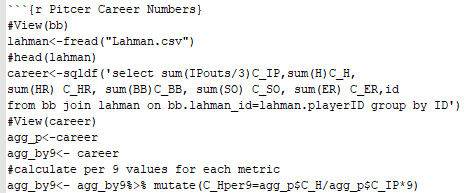 ```{r Pitcer Career Numbers}
#View(bb)
lahman<-fread("Lahman.csv")
#head(lahman)
career<-sqldf('select sum(IPouts/3)C_IP,sum(H)C_H,
sum(HR) C_HR, sum(BB)C_BB, sum(SO) C_SO, sum(ER) C_ER,id
from bb join lahman on bb.lahman_id=lahman.playerID group by ID')
#View(career)
agg_p<-career
agg_by9<- career
#calculate per 9 values for each metric
agg_by9<- agg_by9%>% mutate(C_Hper9=agg_p$C_H/agg_p$C_IP*9)